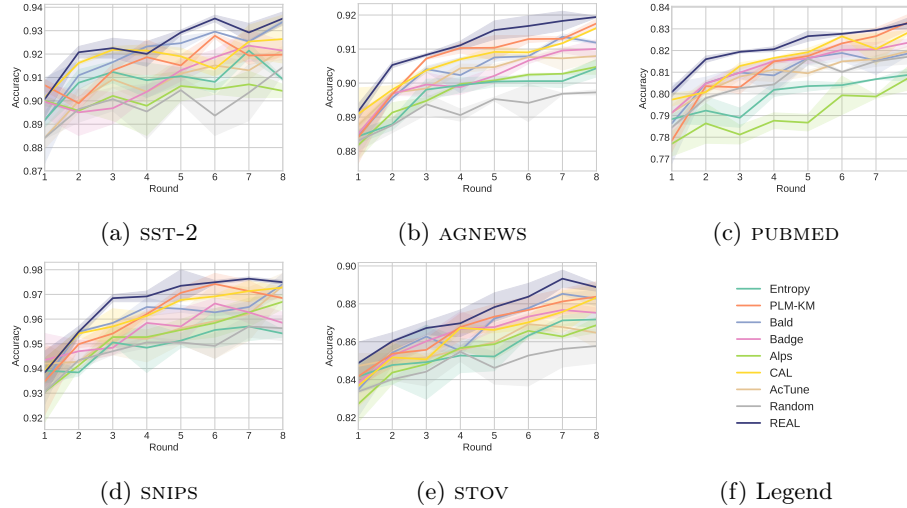 0.94
0.93
0.92
0.91
0.90
0.89
0.88
0.87
Accuracy
1 2 3 4 5 6 7 8
Round
(a) SST-2
0.92
0.91
0.90
0.89
0.88
Accuracy
1 2 3 4 5 6 7 8
Round
(b) AGNEWS
0.84
0.83
0.82
0.81
0.80
0.79
0.78
0.77
Accuracy
1 2 3 4 5 6 7
Round
(c) PUBMED
0.98
0.97
0.96
0.95
0.94
0.93
0.92
Accuracy
1 2 3 4 5 6 7 8
Round
(d) SNIPS
0.90
0.88
0.86
0.84
0.82
Accuracy
1 2 3 4 5 6 7 8
Round
(e) STOV
Entropy
PLM-KM
Bald
Badge
Alps
CAL
AcTune
Random
REAL
(f) Legend